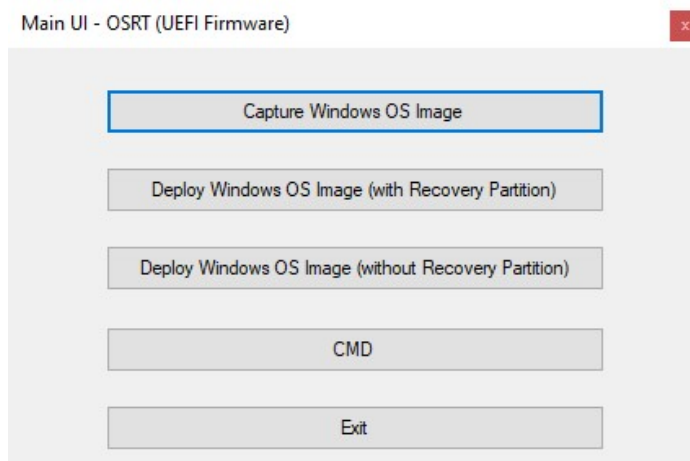 Main UI - OSRT (UEFI Firmware)
x
Capture Windows OS Image
Deploy Windows OS Image (with Recovery Partition)
Deploy Windows OS Image (without Recovery Partition)
CMD
Exit